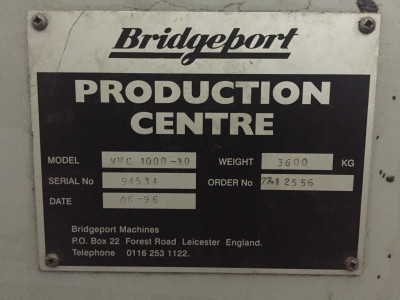 Bridgeport
PRODUCTION
CENTRE
MODEL VMC 1000-30 WEIGHT 3600 KG
SERIAL No 94534 ORDER No 12556
DATE 06-96
Bridgeport Machines
P.O. Box 22 Forest Road Leicester England.
Telephone 0116 253 1122.